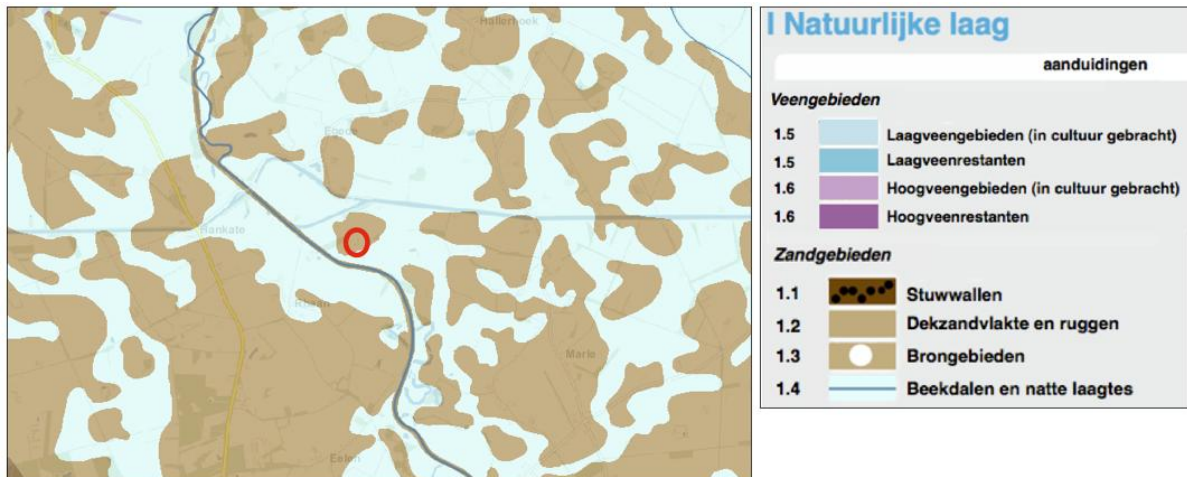 Hallerhoek
Egede
Hankate
Rhaan
Marle
Eelen
I Natuurlijke laag
aanduidingen
Veengebieden
1.5 Laagveengebieden (in cultuur gebracht)
1.5 Laagveenrestanten
1.6 Hoogveengebieden (in cultuur gebracht)
1.6 Hoogveenrestanten
Zandgebieden
1.1 Stuwwallen
1.2 Dekzandvlakte en ruggen
1.3 Brongebieden
1.4 Beekdalen en natte laagtes